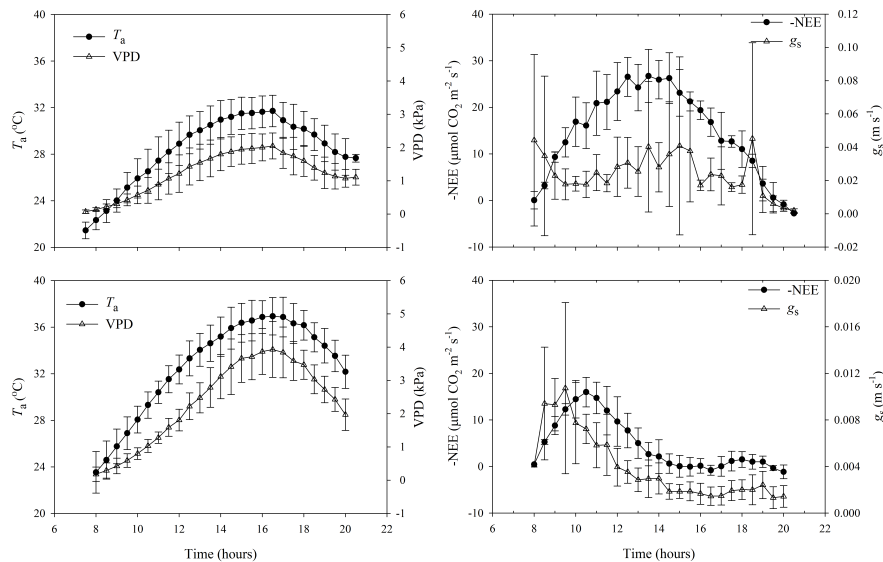 40
36
32
28
24
20
Tₐ (°C)
6
5
4
3
2
1
0
-1
VPD (kPa)
Tₐ
VPD
40
30
20
10
0
-10
-NEE (μmol CO₂ m⁻² s⁻¹)
0.12
0.10
0.08
0.06
0.04
0.02
0.00
-0.02
gₛ (m s⁻¹)
-NEE
gₛ
40
36
32
28
24
20
Tₐ (°C)
6
5
4
3
2
1
0
-1
VPD (kPa)
Tₐ
VPD
6 8 10 12 14 16 18 20 22
Time (hours)
40
30
20
10
0
-10
-NEE (μmol CO₂ m⁻² s⁻¹)
0.020
0.016
0.012
0.008
0.004
0.000
gₛ (m s⁻¹)
-NEE
gₛ
6 8 10 12 14 16 18 20 22
Time (hours)